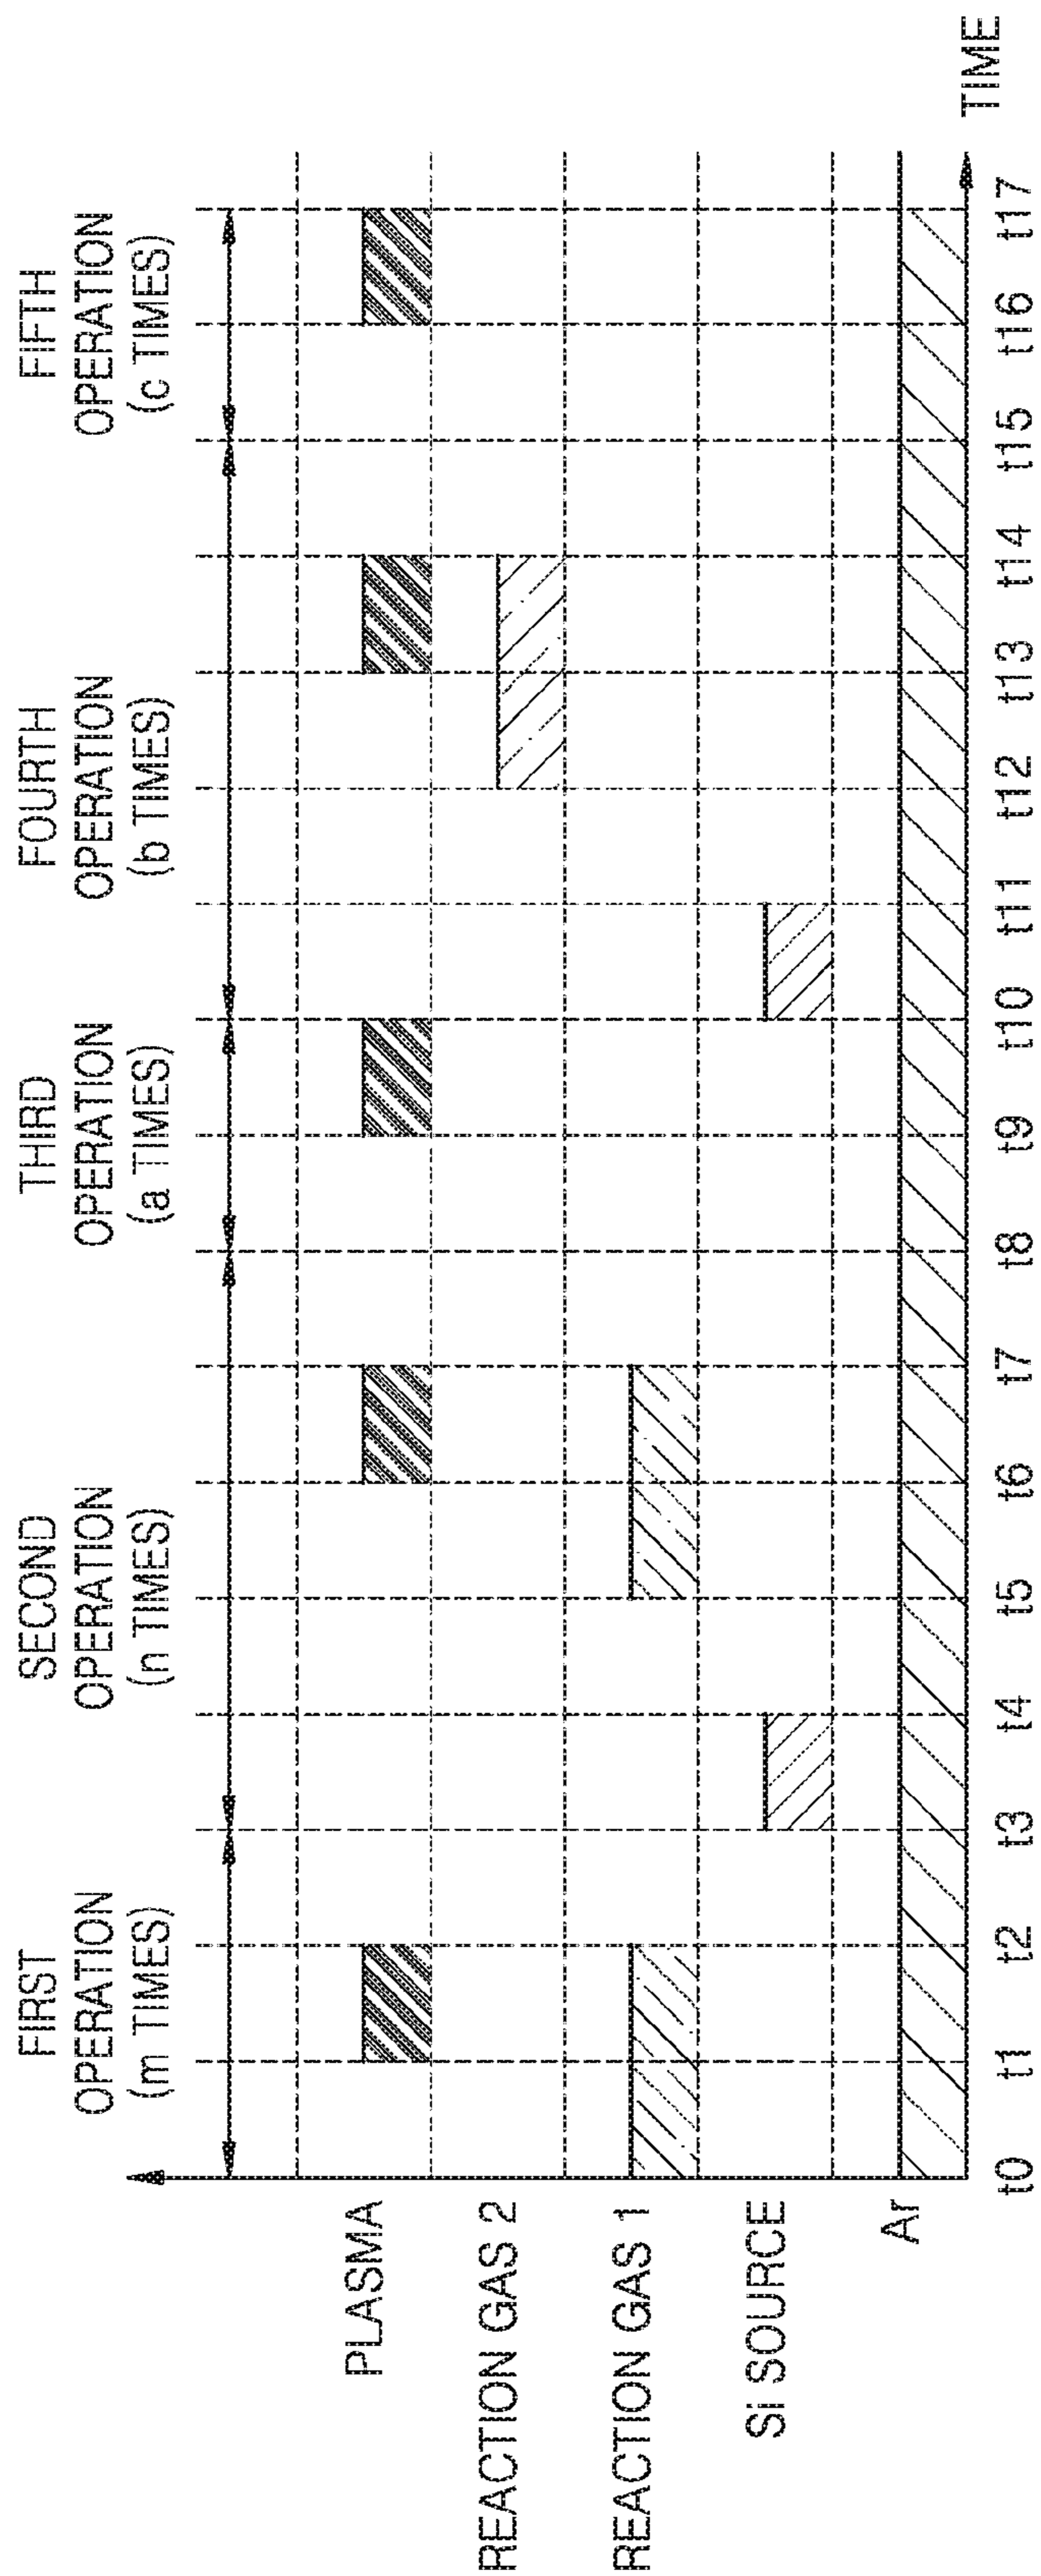 FIRST
OPERATION
(m TIMES)
SECOND
OPERATION
(n TIMES)
THIRD
OPERATION
(a TIMES)
FOURTH
OPERATION
(b TIMES)
FIFTH
OPERATION
(c TIMES)
PLASMA
REACTION GAS 2
REACTION GAS 1
Si SOURCE
Ar
t0 t1 t2 t3 t4 t5 t6 t7 t8 t9 t10 t11 t12 t13 t14 t15 t16 t17
TIME